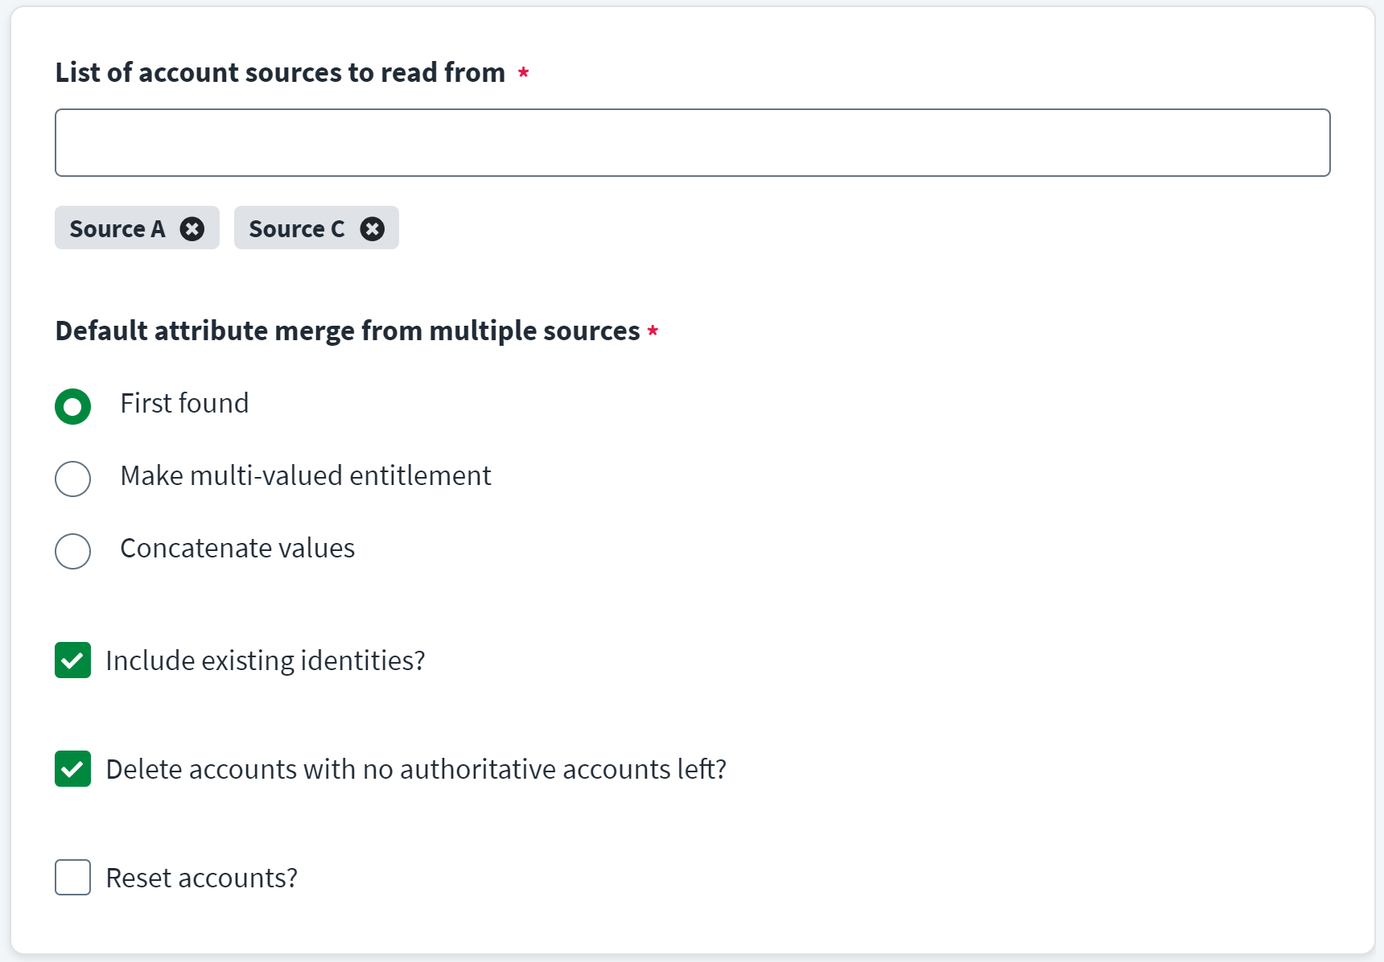 List of account sources to read from *
Source A Source C
Default attribute merge from multiple sources *
First found
Make multi-valued entitlement
Concatenate values
Include existing identities?
Delete accounts with no authoritative accounts left?
Reset accounts?